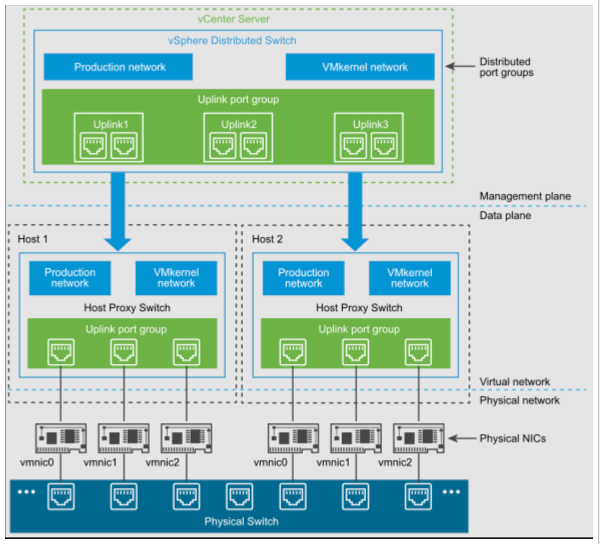 vCenter Server
vSphere Distributed Switch
Production network
VMkernel network
Distributed
port groups
Uplink port group
Uplink1
Uplink2
Uplink3
Management plane
Data plane
Host 1
Host 2
Production
network
VMkernel
network
Production
network
VMkernel
network
Host Proxy Switch
Host Proxy Switch
Uplink port group
Uplink port group
Virtual network
Physical network
Physical NICs
vmnic0
vmnic1
vmnic2
vmnic0
vmnic1
vmnic2
•••
•••
Physical Switch